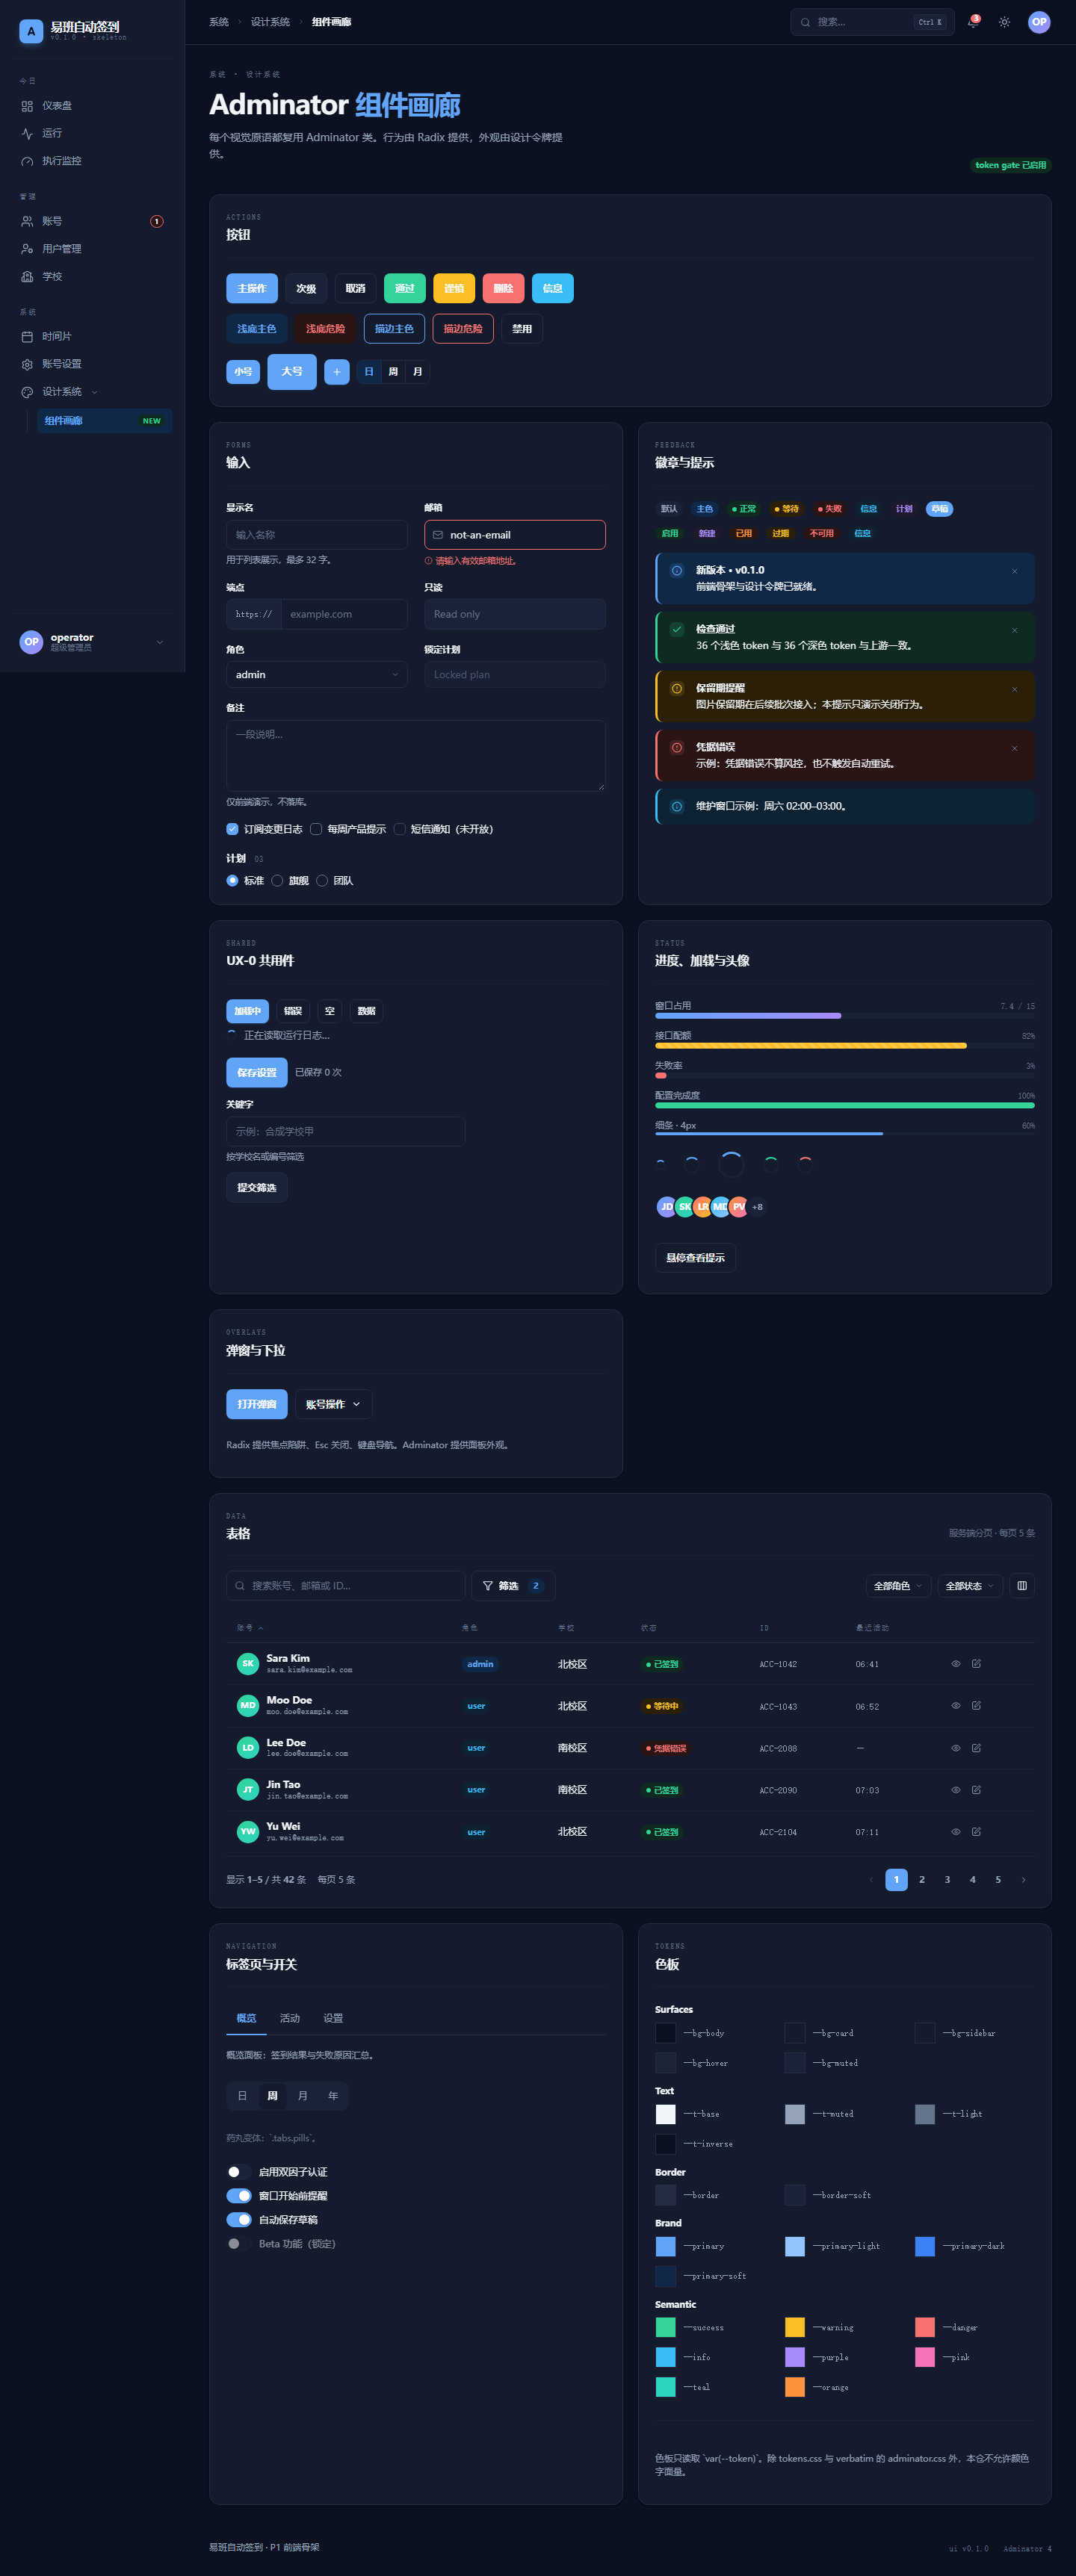 A
易班自动签到
v0.1.0 · skeleton
今日
仪表盘
运行
执行监控
管理
账号
1
用户管理
学校
系统
时间片
账号设置
设计系统
组件画廊
NEW
OP
operator
超级管理员
系统 › 设计系统 › 组件画廊
搜索...
Ctrl K
3
OP
系统 · 设计系统
Adminator 组件画廊
每个视觉原语都复用 Adminator 类。行为由 Radix 提供，外观由设计令牌提
供。
token gate 已启用
ACTIONS
按钮
主操作 次级 取消 通过 谨慎 删除 信息
浅底主色 浅底危险 描边主色 描边危险 禁用
小号 大号 + 日 周 月
FORMS
输入
显示名
输入名称
用于列表展示，最多 32 字。
邮箱
not-an-email
请输入有效邮箱地址。
端点
https:// example.com
只读
Read only
角色
admin
锁定计划
Locked plan
备注
一段说明...
仅前端演示，不落库。
订阅变更日志 每周产品提示 短信通知（未开放）
计划 03
标准 旗舰 团队
FEEDBACK
徽章与提示
默认 主色 正常 等待 失败 信息 计划 草稿
启用 新建 已用 过期 不可用 信息
新版本 • v0.1.0
前端骨架与设计令牌已就绪。
检查通过
36 个浅色 token 与 36 个深色 token 与上游一致。
保留期提醒
图片保留期在后续批次接入；本提示只演示关闭行为。
凭据错误
示例：凭据错误不算风控，也不触发自动重试。
维护窗口示例：周六 02:00–03:00。
SHARED
UX-0 共用件
加载中 错误 空 数据
正在读取运行日志...
保存设置 已保存 0 次
关键字
示例：合成学校甲
按学校名或编号筛选
提交筛选
STATUS
进度、加载与头像
窗口占用 7.4 / 15
接口配额 82%
失败率 3%
配置完成度 100%
细条 · 4px 60%
JD SK LR MD PV +8
悬停查看提示
OVERLAYS
弹窗与下拉
打开弹窗 账号操作
Radix 提供焦点陷阱、Esc 关闭、键盘导航。Adminator 提供面板外观。
DATA
表格
服务端分页 · 每页 5 条
搜索账号、邮箱或 ID...
筛选 2
全部角色 全部状态
账号 角色 学校 状态 ID 最近活动
SK Sara Kim admin 北校区 已签到 ACC-1042 06:41
sara.kim@example.com
MD Moo Doe user 北校区 等待中 ACC-1043 06:52
moo.doe@example.com
LD Lee Doe user 南校区 凭据错误 ACC-2088 —
lee.doe@example.com
JT Jin Tao user 南校区 已签到 ACC-2090 07:03
jin.tao@example.com
YW Yu Wei user 北校区 已签到 ACC-2104 07:11
yu.wei@example.com
显示 1–5 / 共 42 条 每页 5 条
‹ 1 2 3 4 5 ›
NAVIGATION
标签页与开关
概览 活动 设置
概览面板：签到结果与失败原因汇总。
日 周 月 年
药丸变体：`.tabs.pills`。
启用双因子认证
窗口开始前提醒
自动保存草稿
Beta 功能（锁定）
TOKENS
色板
Surfaces
--bg-body --bg-card --bg-sidebar
--bg-hover --bg-muted
Text
--t-base --t-muted --t-light
--t-inverse
Border
--border --border-soft
Brand
--primary --primary-light --primary-dark
--primary-soft
Semantic
--success --warning --danger
--info --purple --pink
--teal --orange
色板只读取 `var(--token)`。除 tokens.css 与 verbatim 的 adminator.css 外，本仓不允许颜色
字面量。
易班自动签到 · P1 前端骨架
ui v0.1.0 Adminator 4